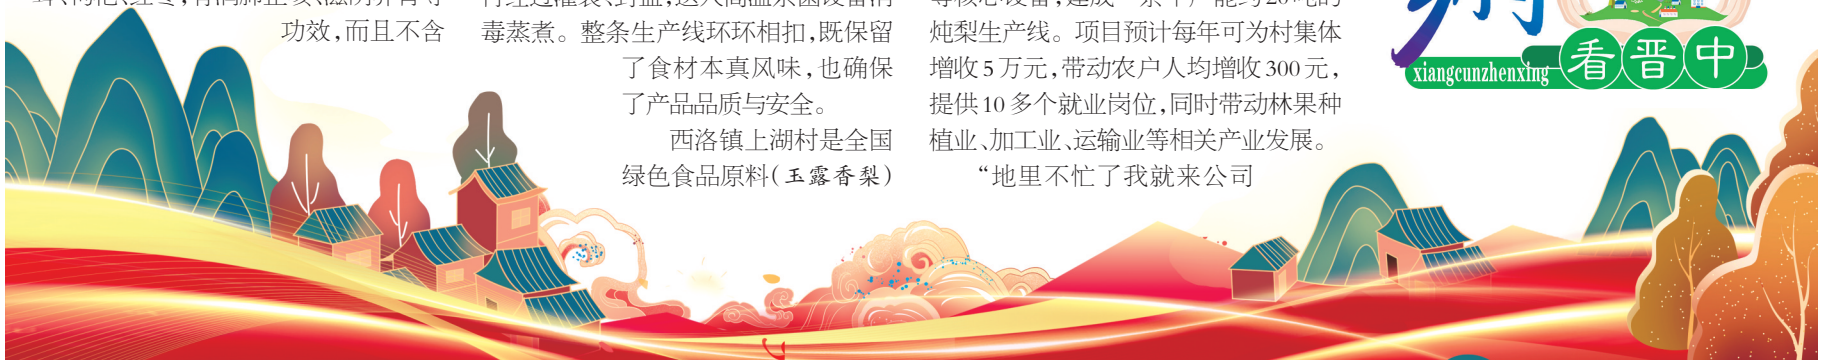 功效,而且不含
毒蒸煮。整条生产线环环相扣,既保留
了食材本真风味,也确保
了产品品质与安全。
西洛镇上湖村是全国
绿色食品原料(玉露香梨)
炖梨生产线。项目预计每年可为村集体
增收5万元,带动农户人均增收300元,
提供10多个就业岗位,同时带动林果种
植业、加工业、运输业等相关产业发展。
“地里不忙了我就来公司
xiangcunzhenxing
看晋中